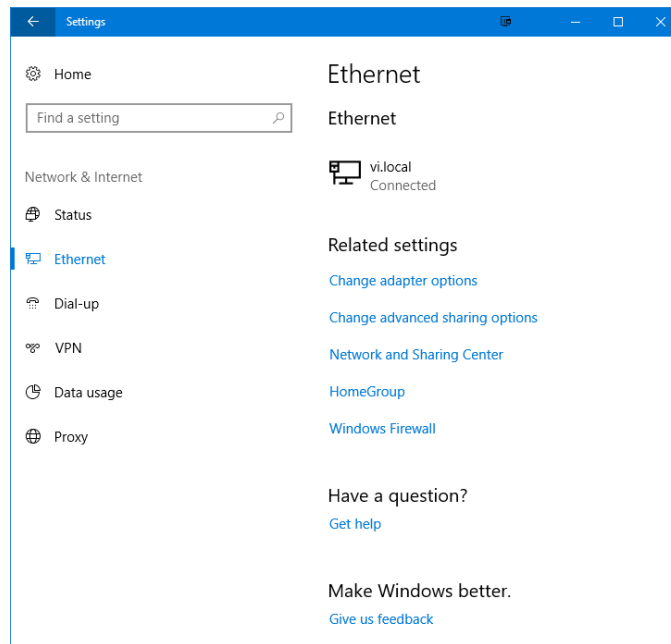 Settings
Home
Find a setting
Network & Internet
Status
Ethernet
Dial-up
VPN
Data usage
Proxy
Ethernet
Ethernet
vi.local
Connected
Related settings
Change adapter options
Change advanced sharing options
Network and Sharing Center
HomeGroup
Windows Firewall
Have a question?
Get help
Make Windows better.
Give us feedback